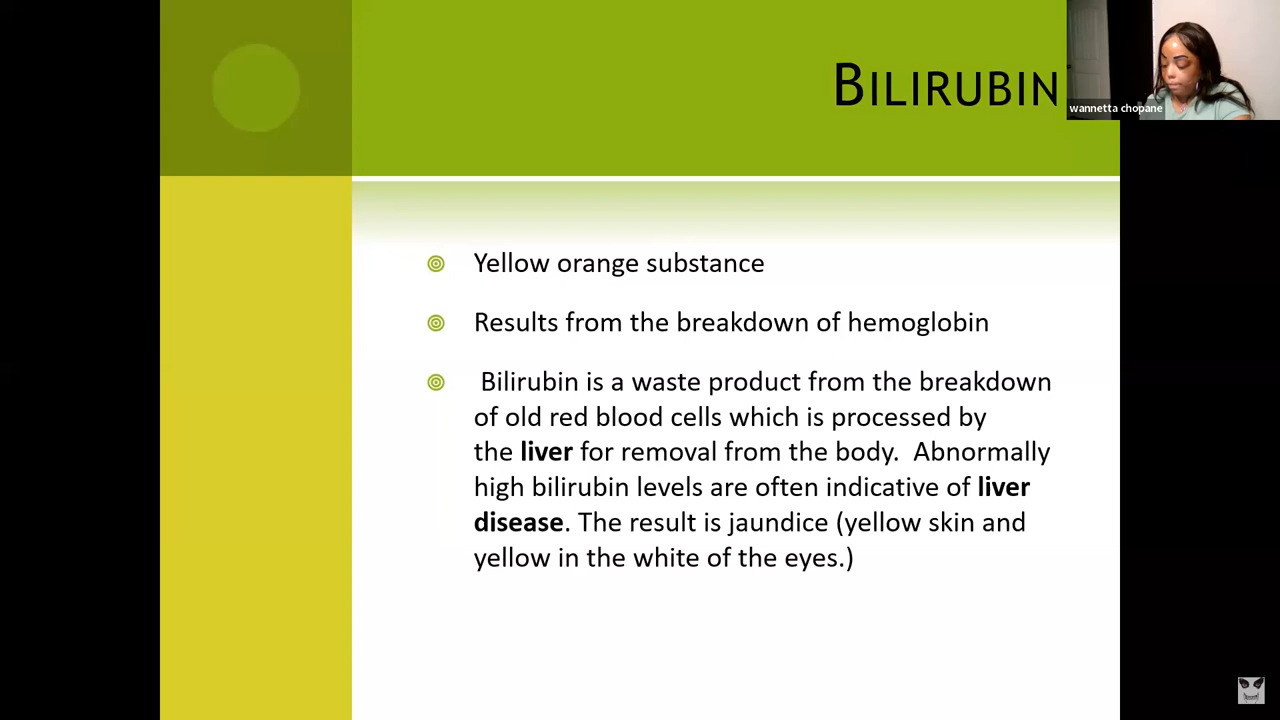 BILIRUBIN
wannetta chopane
Yellow orange substance
Results from the breakdown of hemoglobin
Bilirubin is a waste product from the breakdown
of old red blood cells which is processed by
the liver for removal from the body.  Abnormally
high bilirubin levels are often indicative of liver
disease. The result is jaundice (yellow skin and
yellow in the white of the eyes.)